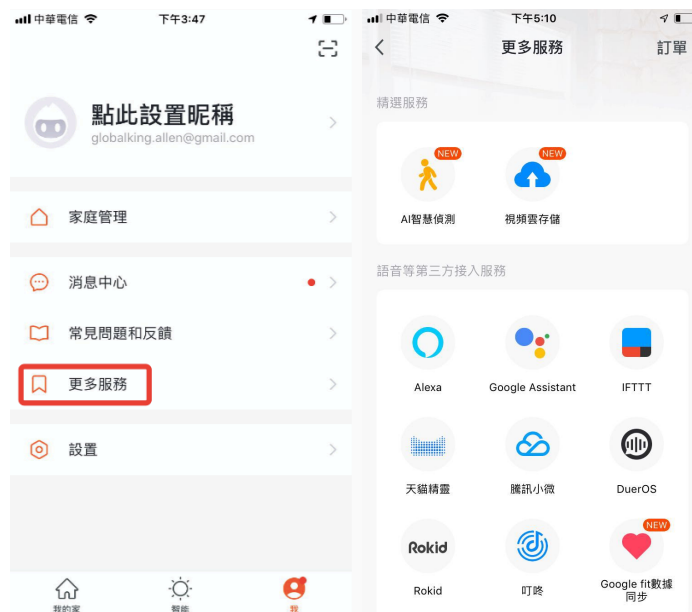 中華電信
下午3:47
點此設置昵稱
globalking.allen@gmail.com
家庭管理
消息中心
常見問題和反饋
更多服務
設置
我的家
智能
我
中華電信
下午5:10
更多服務
訂單
精選服務
NEW
NEW
AI智慧偵測
視頻雲存儲
語音等第三方接入服務
Alexa
Google Assistant
IFTTT
天貓精靈
騰訊小微
DuerOS
Rokid
NEW
Rokid
叮咚
Google fit數據
同步